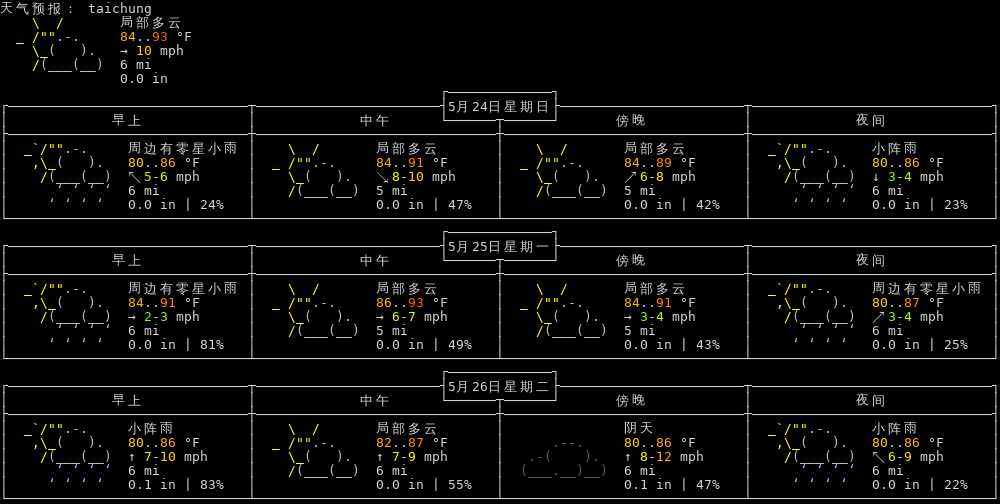 天气预报： taichung
局部多云
84..93 °F
→ 10 mph
6 mi
0.0 in
5月24日星期日
早上 中午 傍晚 夜间
周边有零星小雨 局部多云 局部多云 小阵雨
80..86 °F 84..91 °F 84..89 °F 80..86 °F
↖ 5-6 mph ↘ 8-10 mph ↗ 6-8 mph ↓ 3-4 mph
6 mi 5 mi 5 mi 6 mi
0.0 in | 24% 0.0 in | 47% 0.0 in | 42% 0.0 in | 23%
5月25日星期一
早上 中午 傍晚 夜间
周边有零星小雨 局部多云 局部多云 周边有零星小雨
84..91 °F 86..93 °F 84..91 °F 80..87 °F
→ 2-3 mph → 6-7 mph → 3-4 mph ↗ 3-4 mph
6 mi 5 mi 5 mi 6 mi
0.0 in | 81% 0.0 in | 49% 0.0 in | 43% 0.0 in | 25%
5月26日星期二
早上 中午 傍晚 夜间
小阵雨 局部多云 阴天 小阵雨
80..86 °F 82..87 °F 80..86 °F 80..86 °F
↑ 7-10 mph ↑ 7-9 mph ↑ 8-12 mph ↖ 6-9 mph
6 mi 6 mi 6 mi 6 mi
0.1 in | 83% 0.0 in | 55% 0.1 in | 47% 0.0 in | 22%